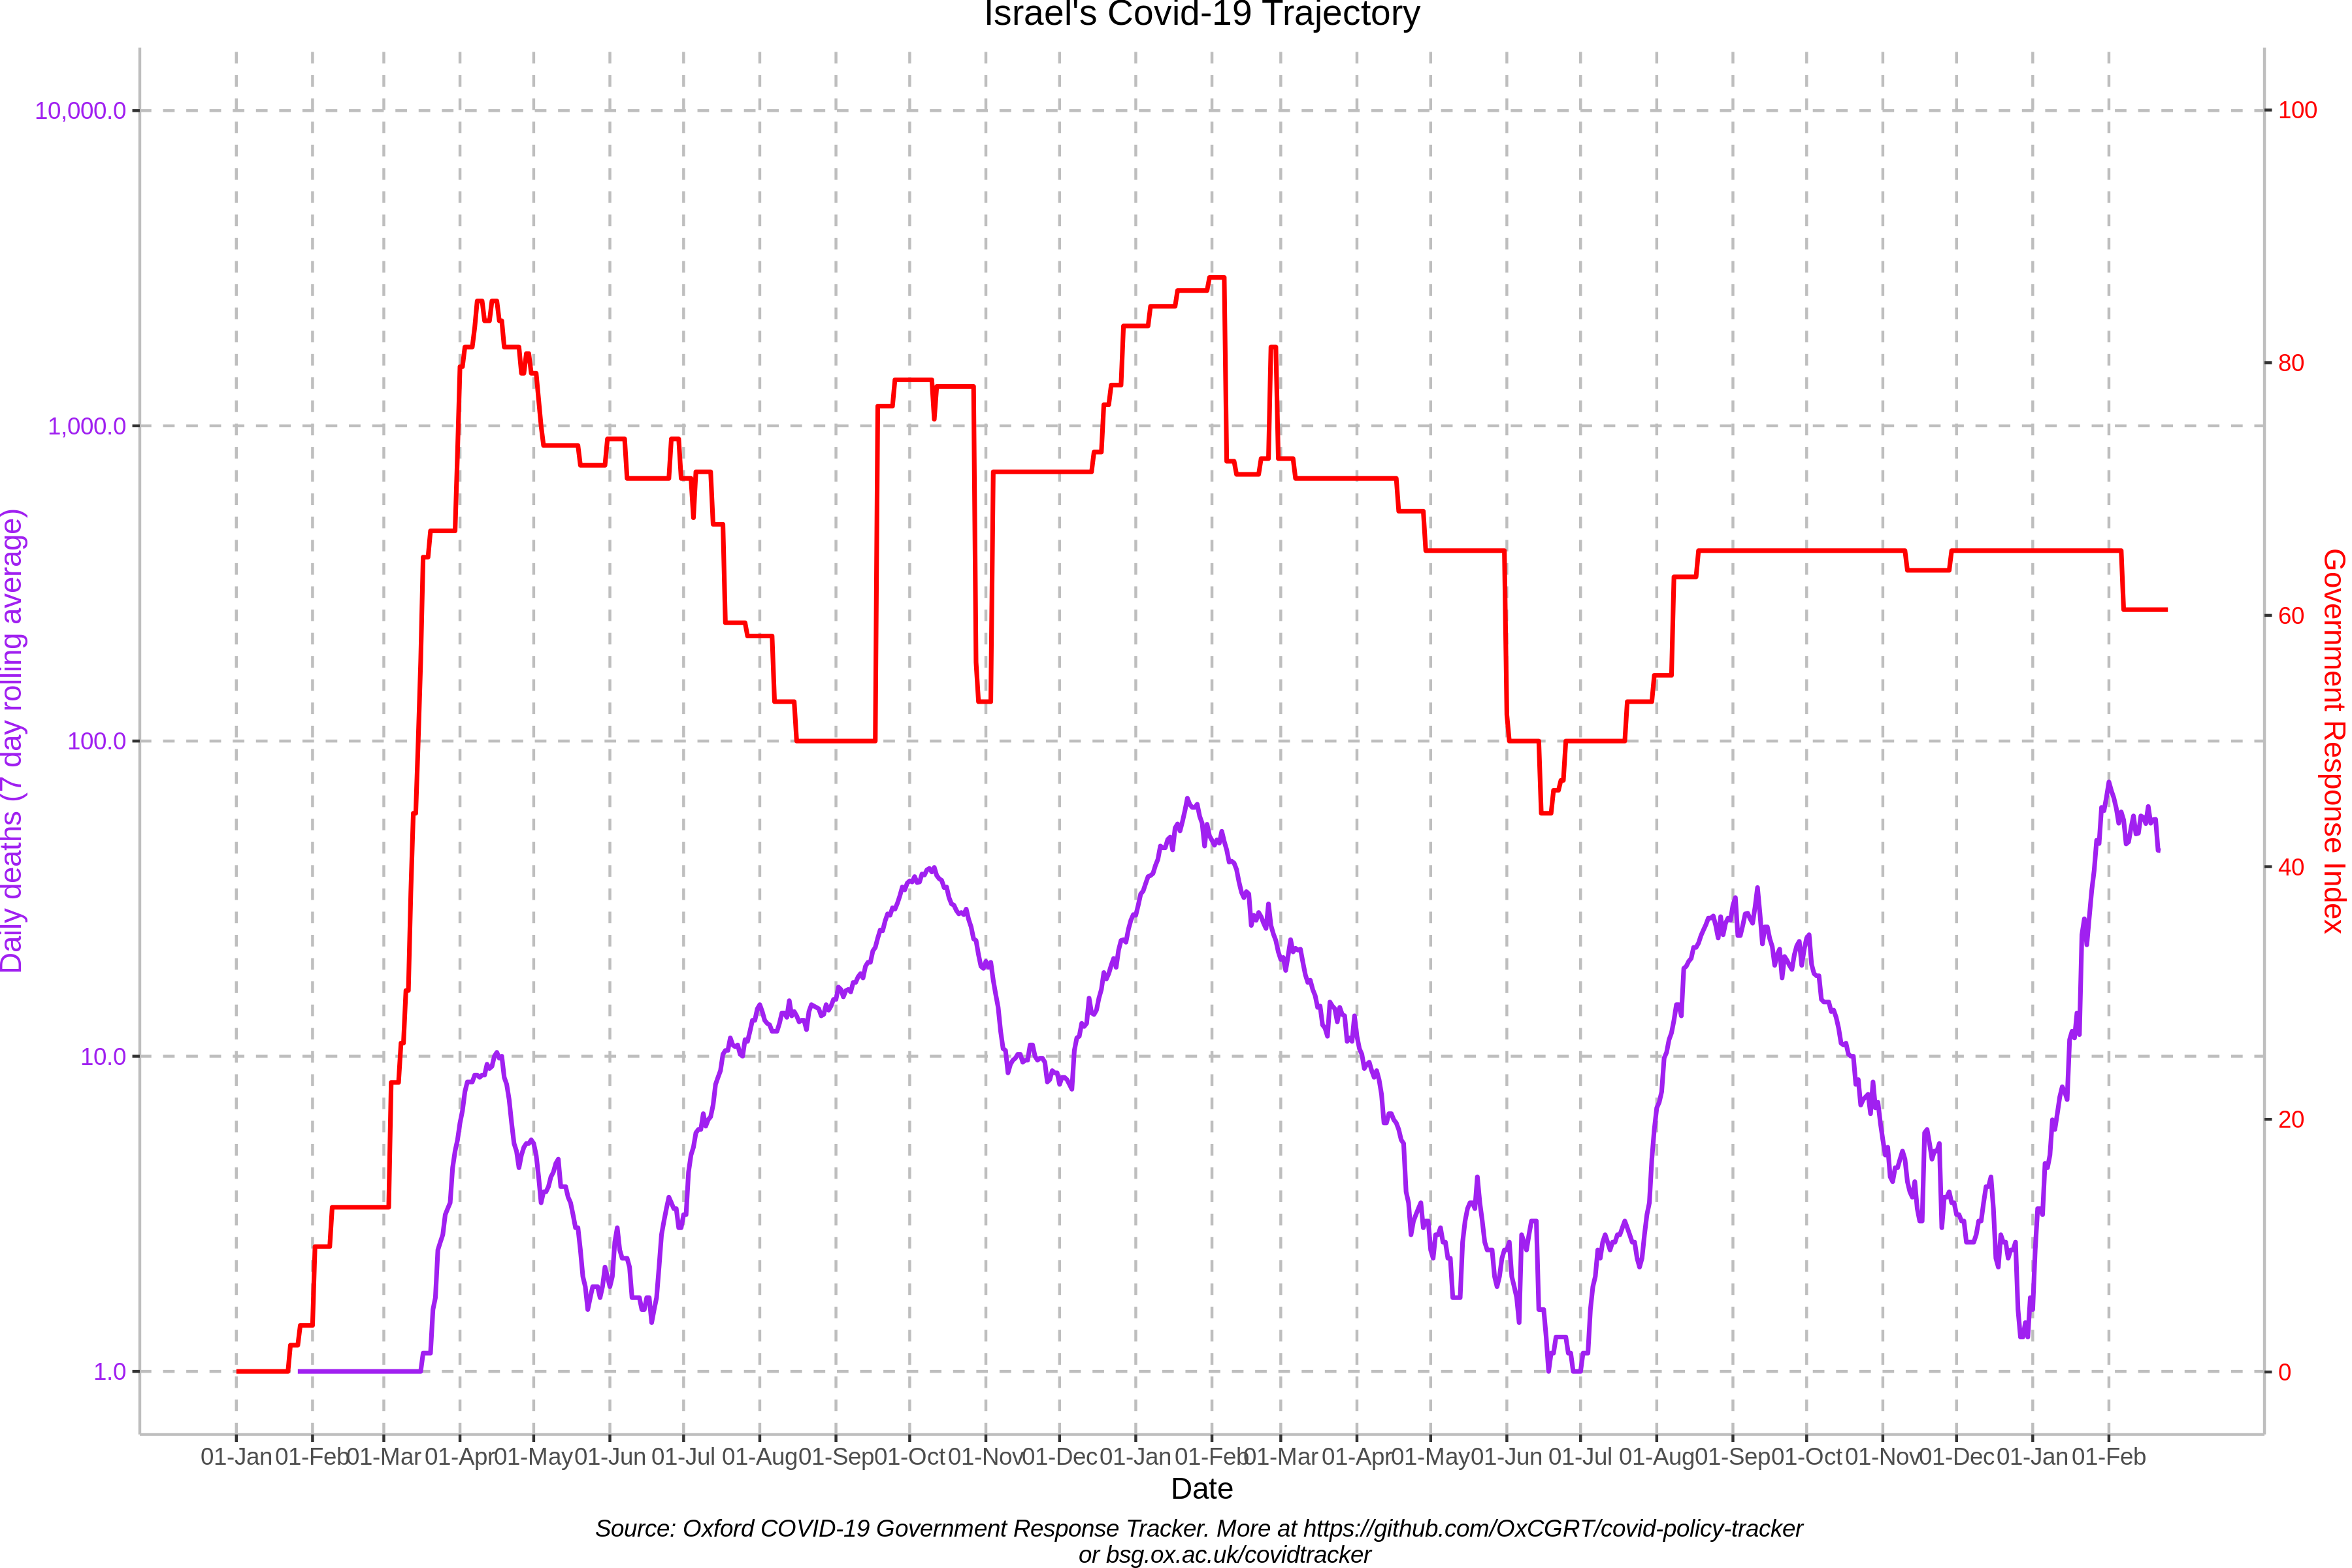 Israel's Covid-19 Trajectory
10,000.0
1,000.0
100.0
10.0
1.0
Daily deaths (7 day rolling average)
100
80
60
40
20
0
Government Response Index
01-Jan 01-Feb 01-Mar 01-Apr 01-May 01-Jun 01-Jul 01-Aug 01-Sep 01-Oct 01-Nov 01-Dec 01-Jan 01-Feb 01-Mar 01-Apr 01-May 01-Jun 01-Jul 01-Aug 01-Sep 01-Oct 01-Nov 01-Dec 01-Jan 01-Feb
Date
Source: Oxford COVID-19 Government Response Tracker. More at https://github.com/OxCGRT/covid-policy-tracker
or bsg.ox.ac.uk/covidtracker